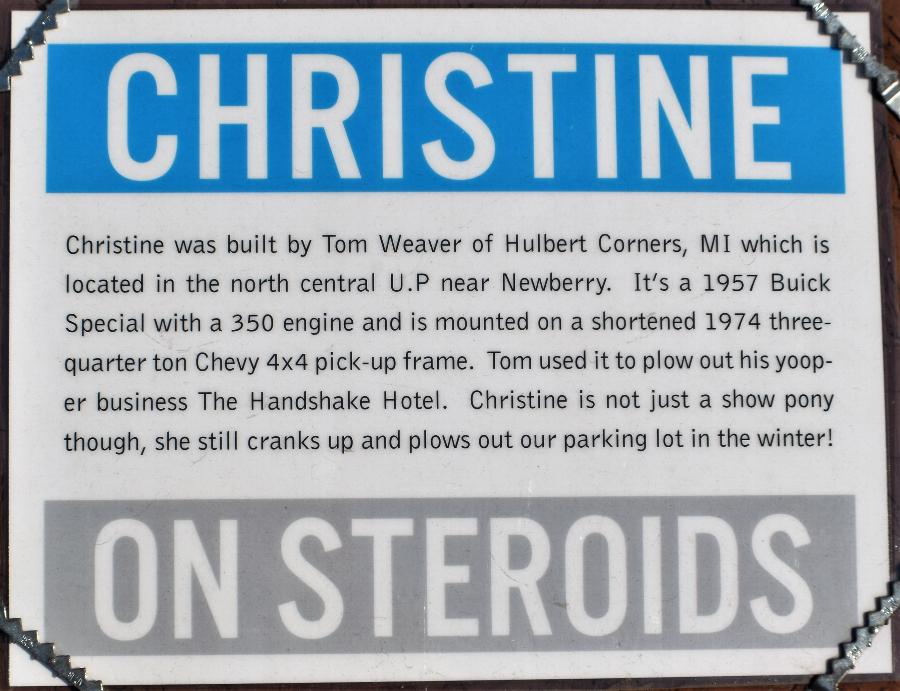 CHRISTINE
Christine was built by Tom Weaver of Hulbert Corners, MI which is
located in the north central U.P near Newberry.  It's a 1957 Buick
Special with a 350 engine and is mounted on a shortened 1974 three-
quarter ton Chevy 4x4 pick-up frame.  Tom used it to plow out his yoop-
er business The Handshake Hotel.  Christine is not just a show pony
though, she still cranks up and plows out our parking lot in the winter!
ON STEROIDS